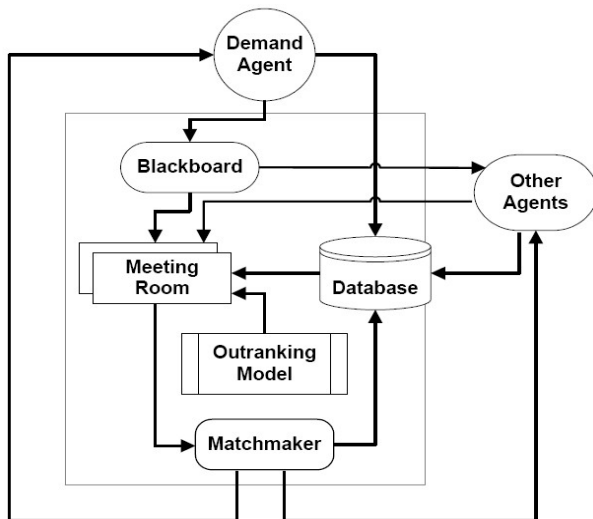 Demand
Agent
Blackboard
Other
Agents
Meeting
Room
Database
Outranking
Model
Matchmaker